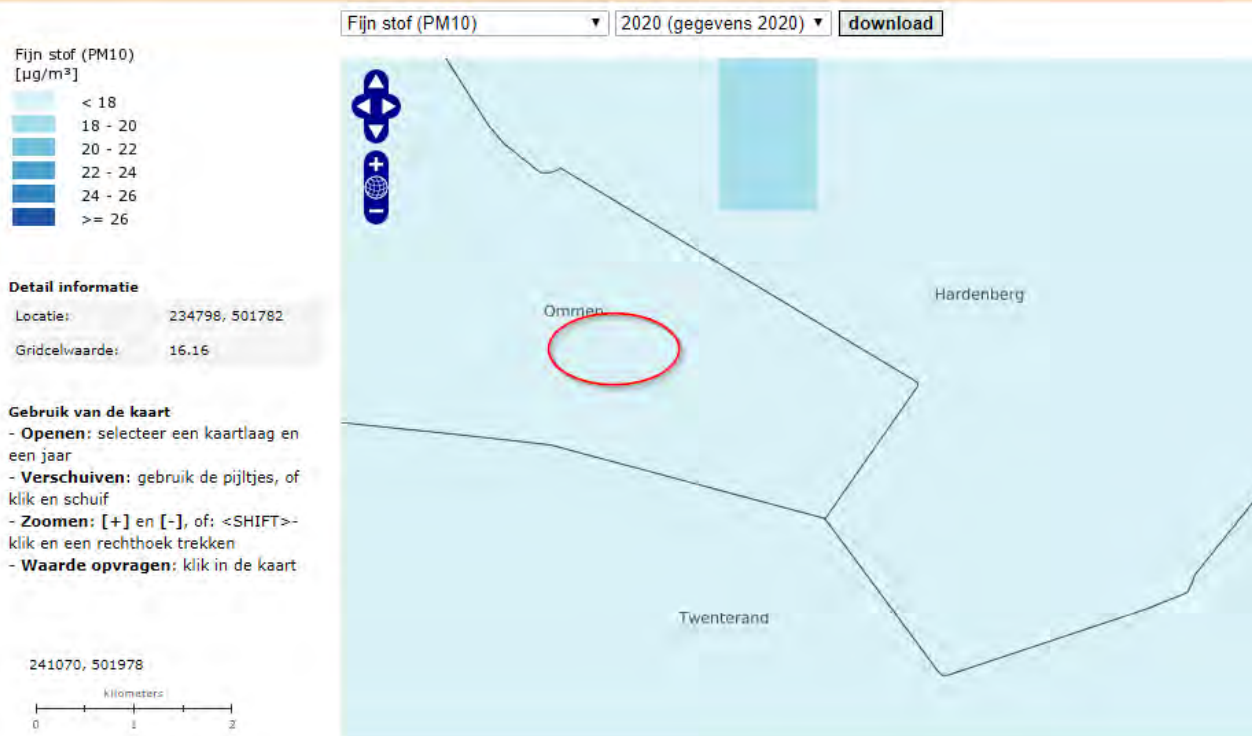 Fijn stof (PM10)
2020 (gegevens 2020)
download
Fijn stof (PM10)
[µg/m³]
< 18
18 - 20
20 - 22
22 - 24
24 - 26
>= 26
Detail informatie
Locatie: 234798, 501782
Gridcelwaarde: 16.16
Gebruik van de kaart
- Openen: selecteer een kaartlaag en
een jaar
- Verschuiven: gebruik de pijltjes, of
klik en schuif
- Zoomen: [+] en [-], of: <SHIFT>-
klik en een rechthoek trekken
- Waarde opvragen: klik in de kaart
241070, 501978
kilometers
0 1 2
Ommen
Hardenberg
Twenterand